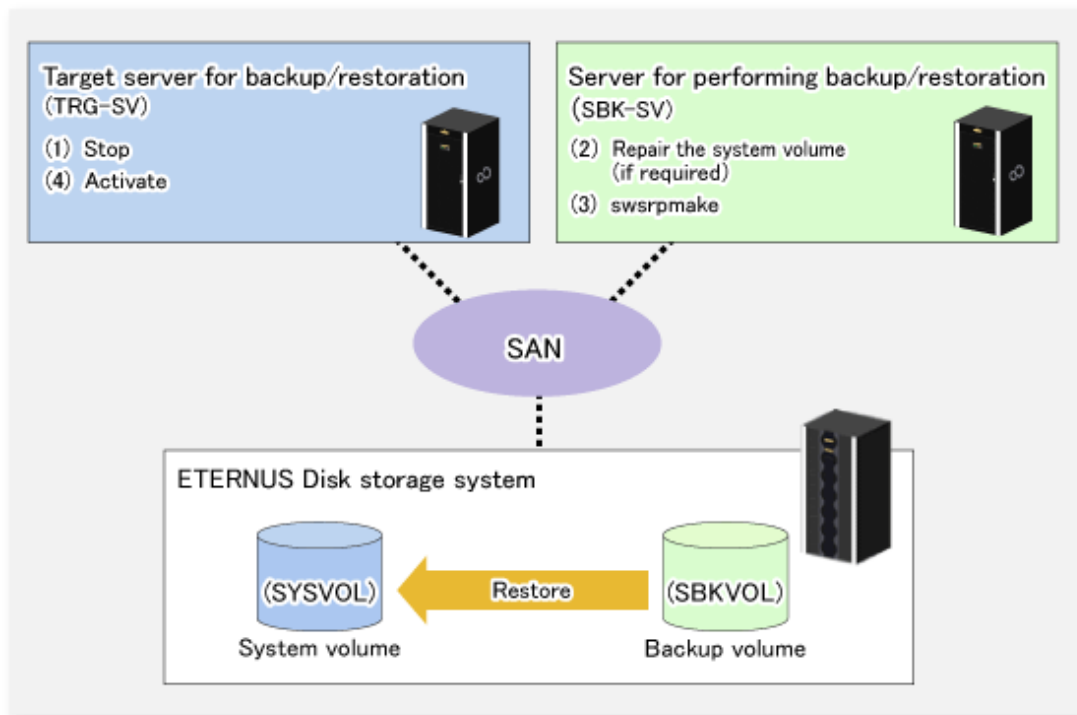 Target server for backup/restoration
(TRG-SV)
(1) Stop
(4) Activate
Server for performing backup/restoration
(SBK-SV)
(2) Repair the system volume
(if required)
(3) swsrpmake
SAN
ETERNUS Disk storage system
(SYSVOL)
Restore
(SBKVOL)
System volume
Backup volume